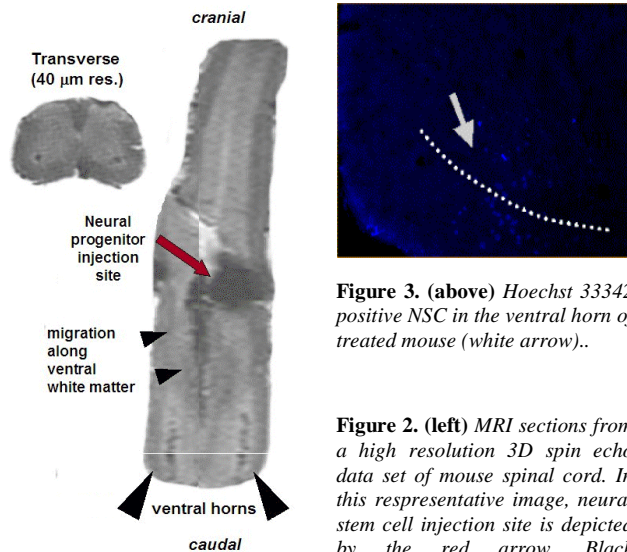 cranial
Transverse
(40 μm res.)
Neural
progenitor
injection
site
migration
along
ventral
white matter
ventral horns
caudal
Figure 3. (above) Hoechst 33342
positive NSC in the ventral horn of
treated mouse (white arrow)..
Figure 2. (left) MRI sections from
a high resolution 3D spin echo
data set of mouse spinal cord. In
this respresentative image, neural
stem cell injection site is depicted
by the red arrow. Black